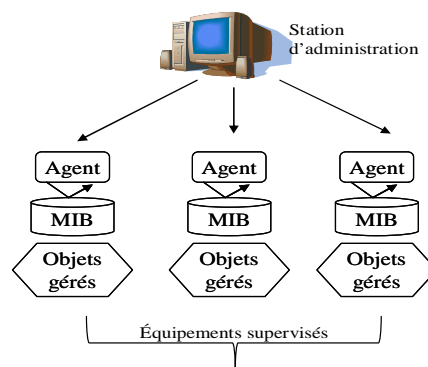 Station
d'administration
Agent
Agent
Agent
MIB
MIB
MIB
Objets
gérés
Objets
gérés
Objets
gérés
Équipements supervisés